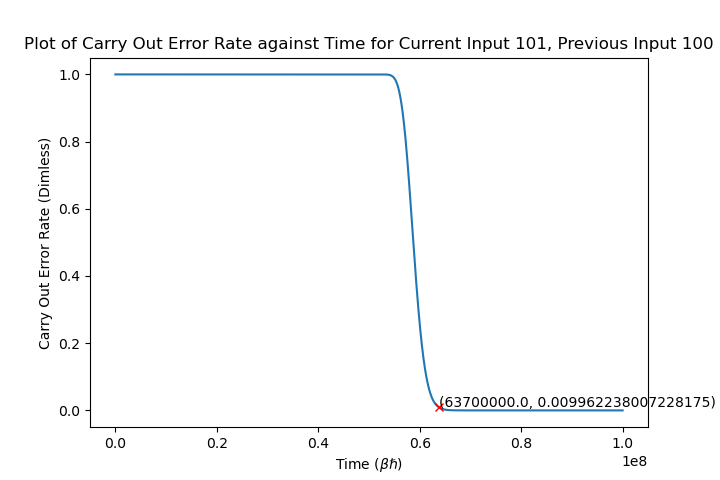 Plot of Carry Out Error Rate against Time for Current Input 101, Previous Input 100
Carry Out Error Rate (Dimless)
1.0
0.8
0.6
0.4
0.2
0.0
(63700000.0, 0.009962238007228175)
0.0 0.2 0.4 0.6 0.8 1.0
1e8
Time (βħ)